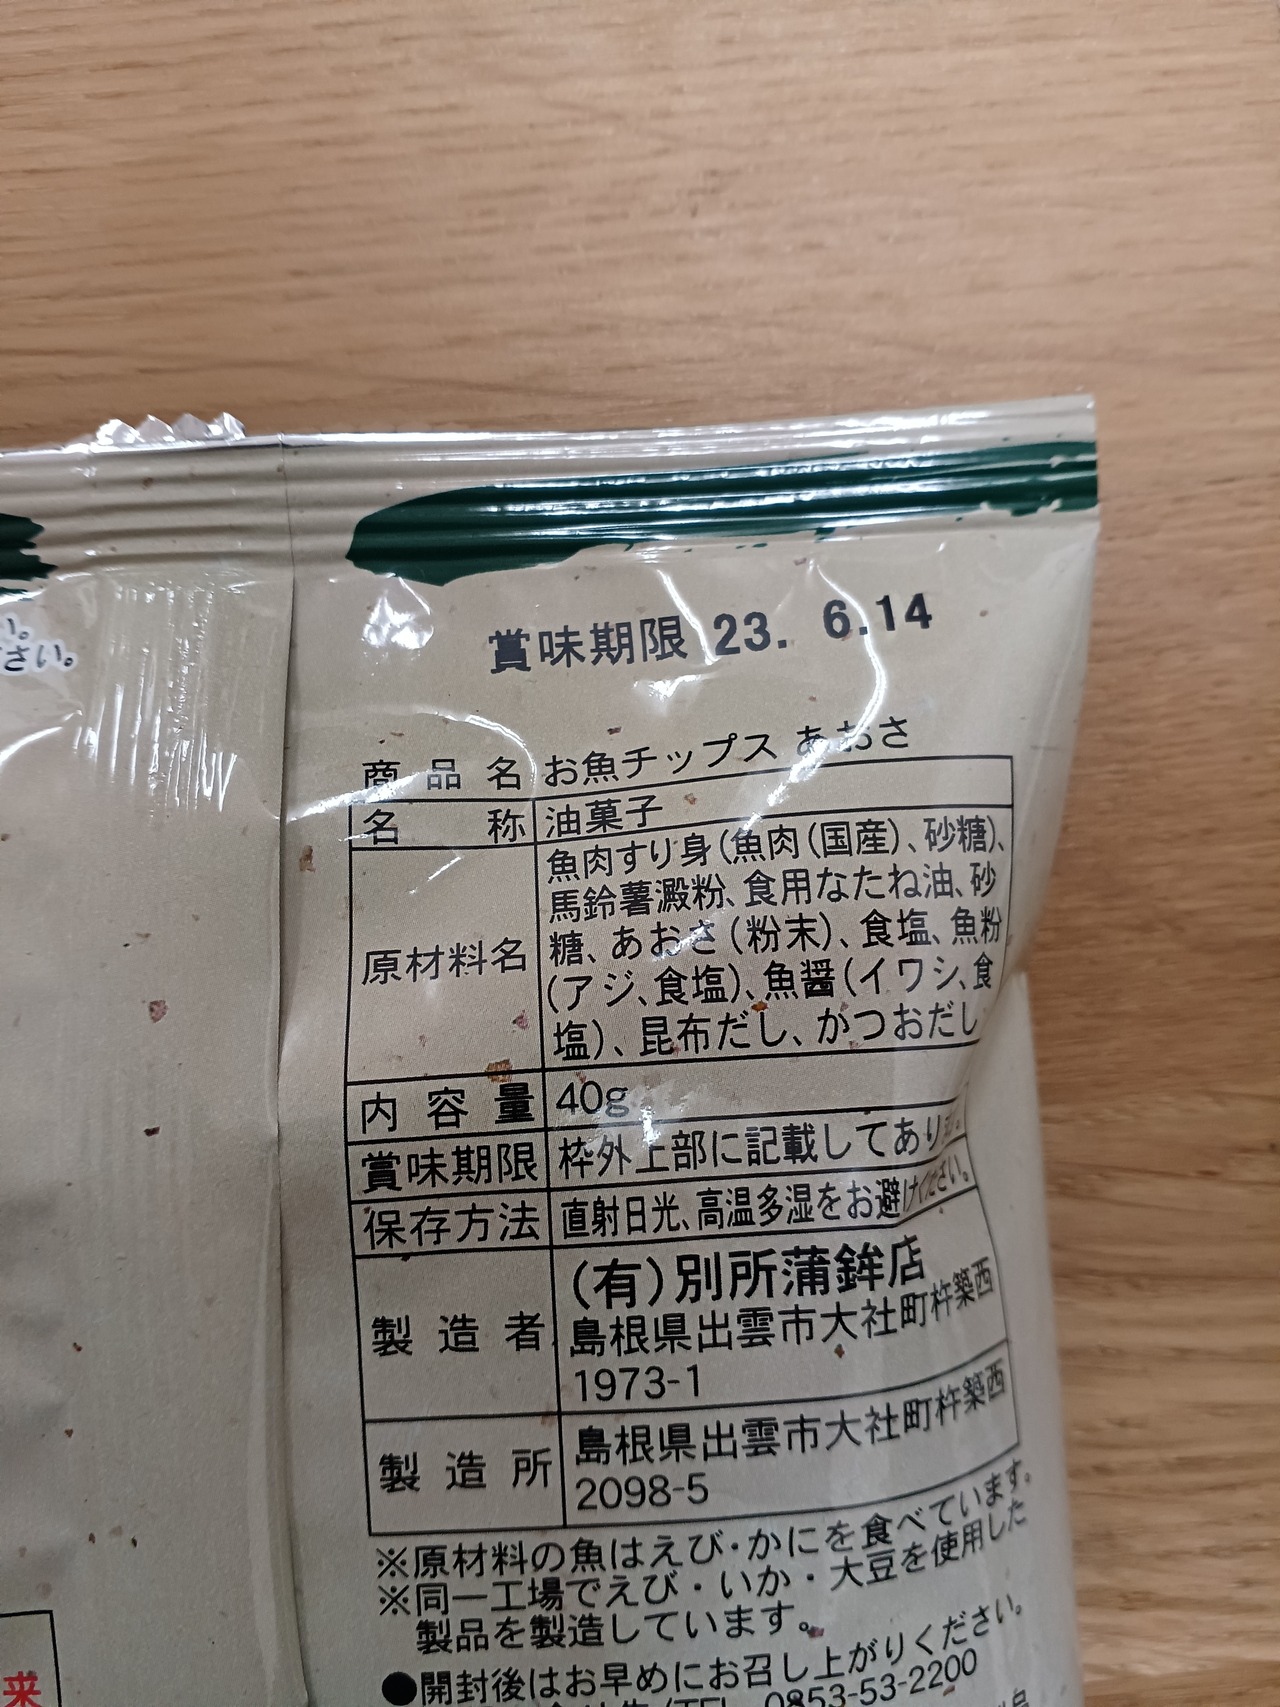 い。
さい。
賞味期限 23. 6.14
商品名 お魚チップス あおさ
名称 油菓子
原材料名
魚肉すり身(魚肉(国産)、砂糖)、
馬鈴薯澱粉、食用なたね油、砂
糖、あおさ(粉末)、食塩、魚粉
(アジ、食塩)、魚醤(イワシ、食
塩)、昆布だし、かつおだし
内容量 40g
賞味期限 枠外上部に記載してあります。
保存方法 直射日光、高温多湿をお避けください。
製造者
(有)別所蒲鉾店
島根県出雲市大社町杵築西
1973-1
製造所
島根県出雲市大社町杵築西
2098-5
※原材料の魚はえび・かにを食べています。
※同一工場でえび・いか・大豆を使用した
製品を製造しています。
●開封後はお早めにお召し上がりください。
(TEL 0853-53-2200
来